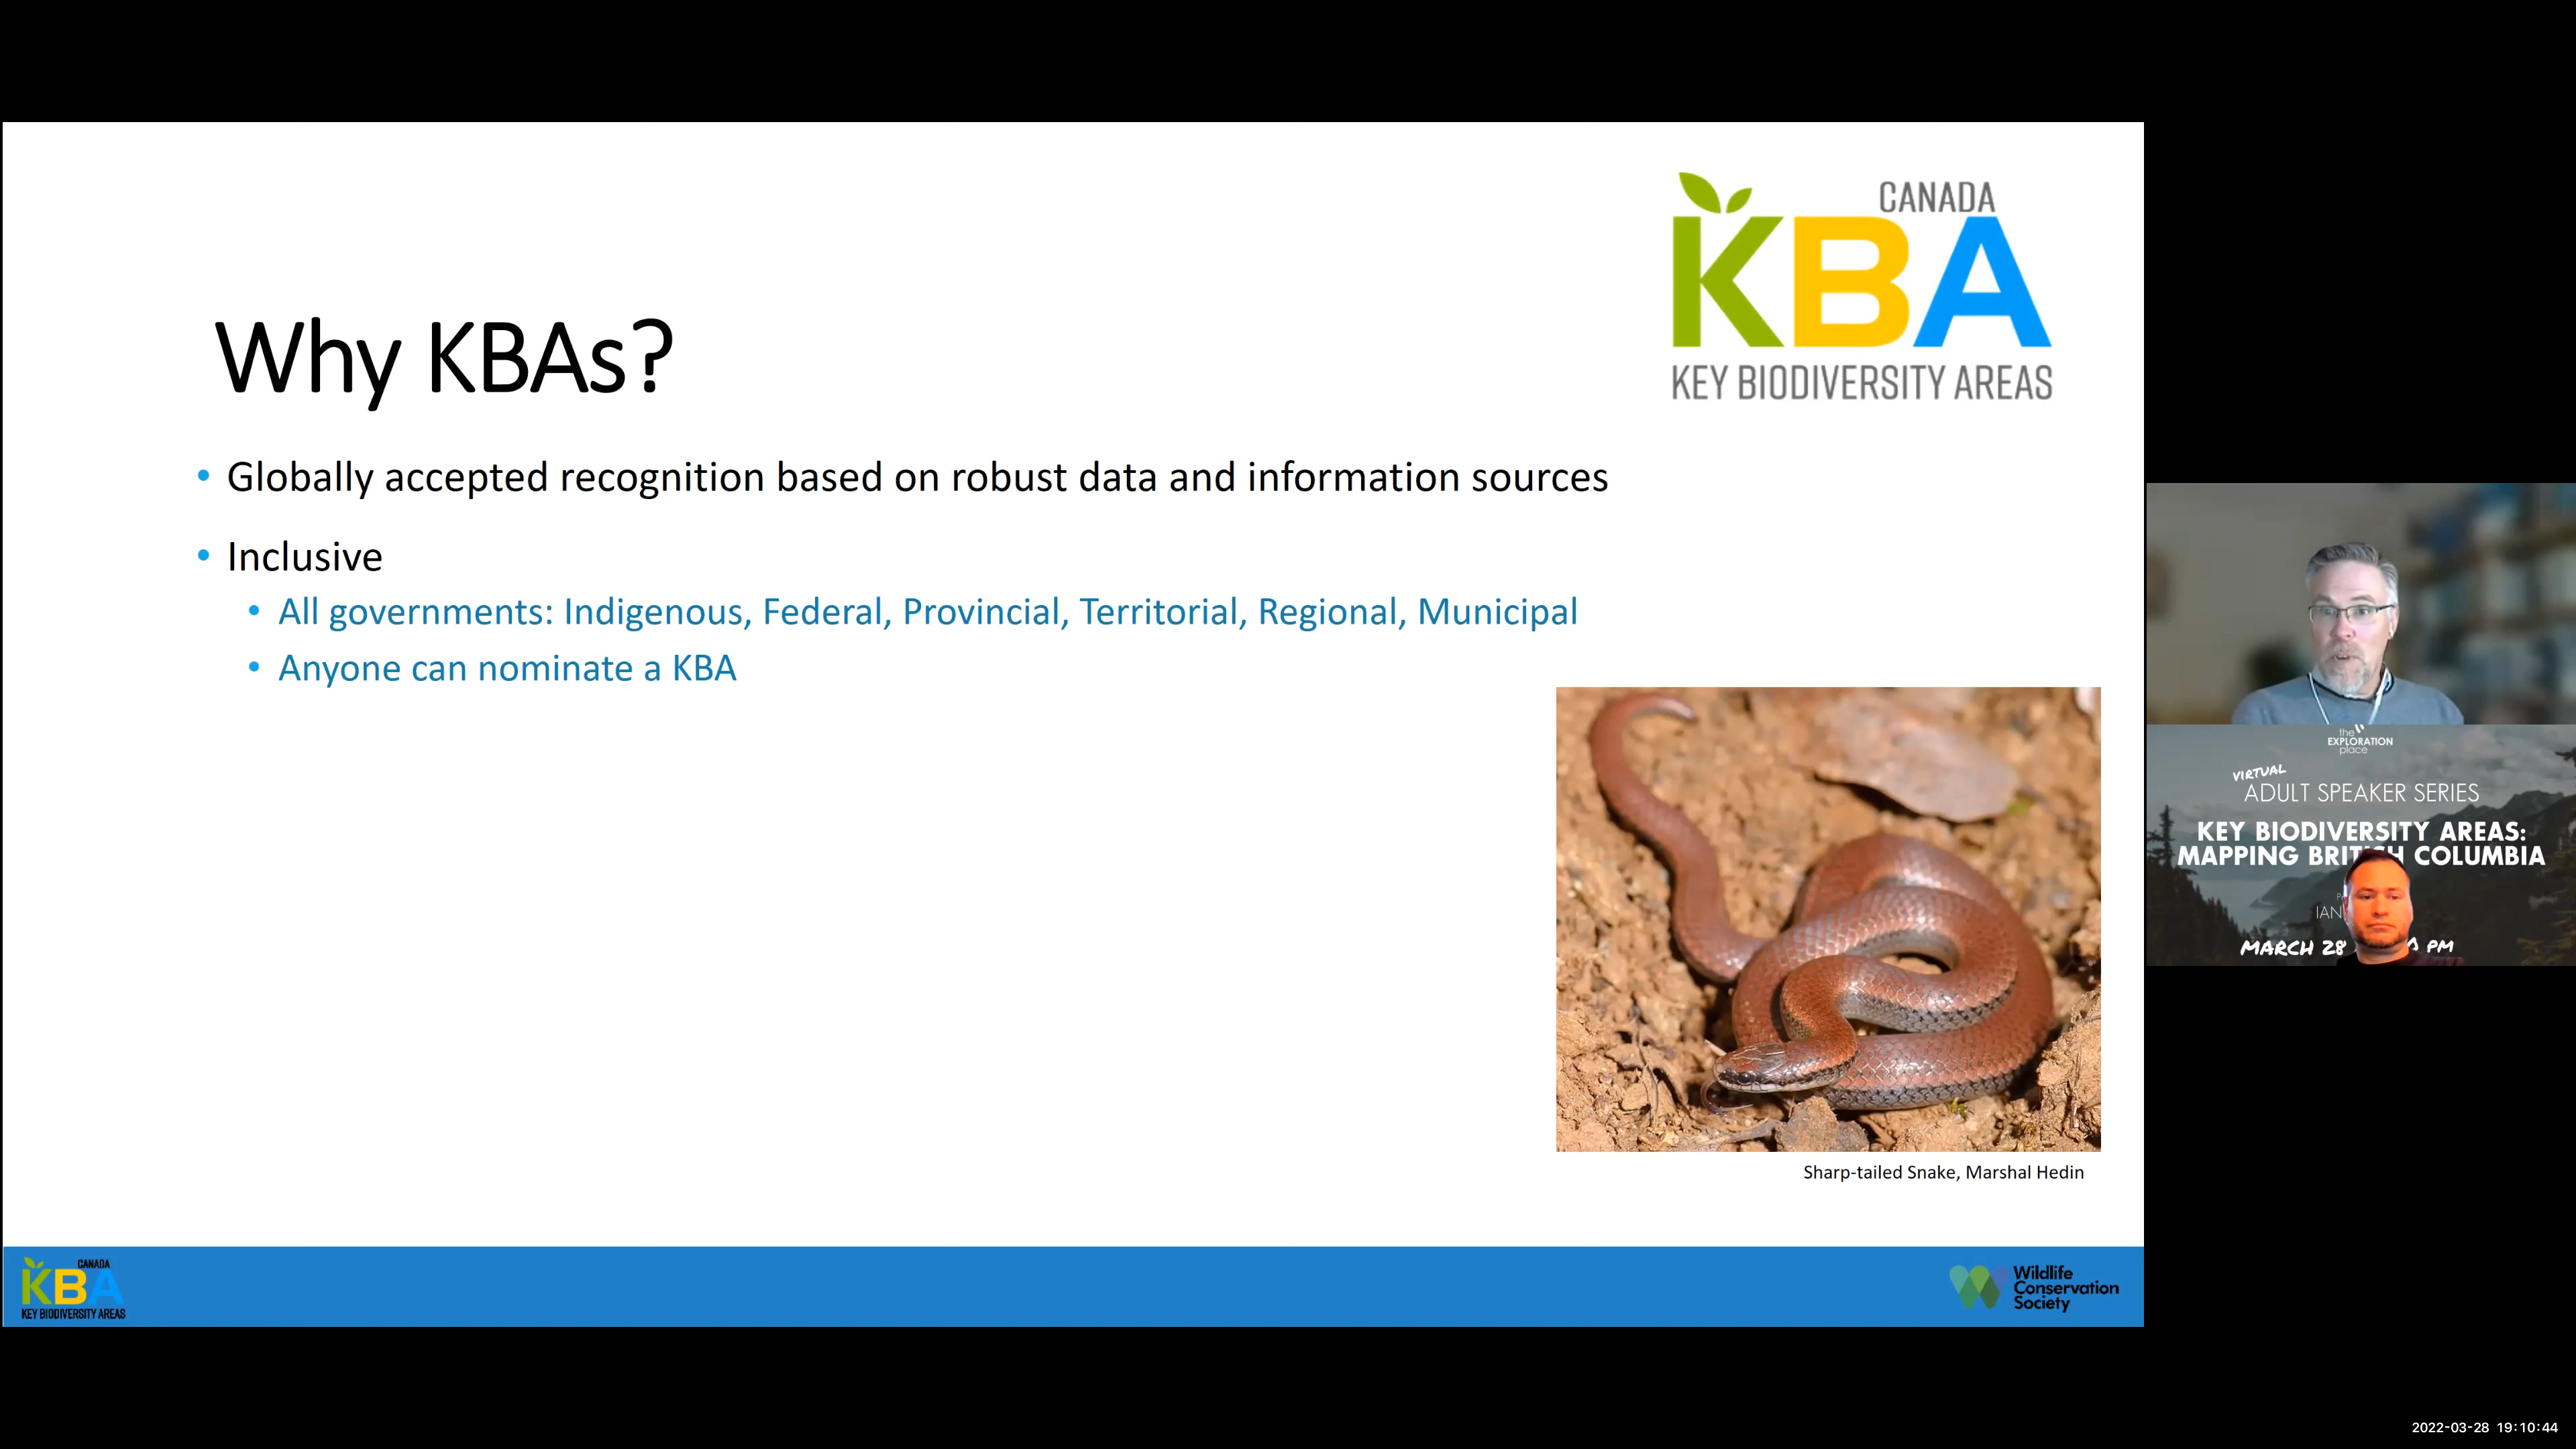 CANADA
KBA
KEY BIODIVERSITY AREAS
Why KBAs?
• Globally accepted recognition based on robust data and information sources
• Inclusive
• All governments: Indigenous, Federal, Provincial, Territorial, Regional, Municipal
• Anyone can nominate a KBA
Sharp-tailed Snake, Marshal Hedin
CANADA
KBA
KEY BIODIVERSITY AREAS
Wildlife
Conservation
Society
the
EXPLORATION
place
VIRTUAL
ADULT SPEAKER SERIES
KEY BIODIVERSITY AREAS:
MAPPING COLUMBIA
IAN
MARCH 28 PM
2022-03-28 19:10:44